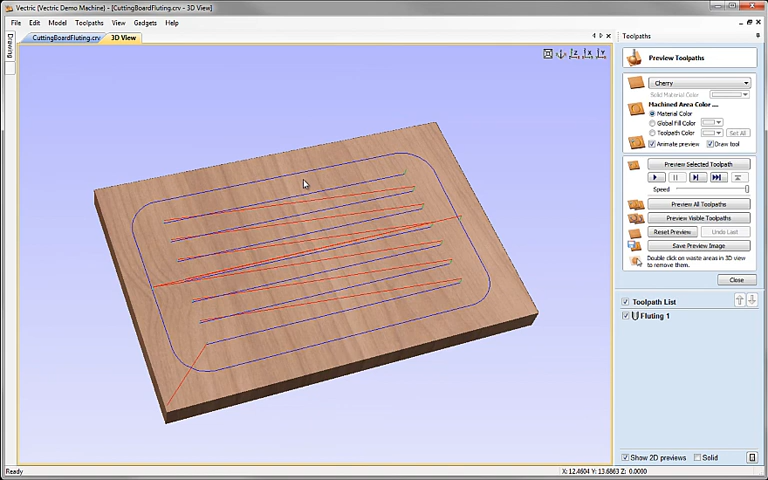 Vectric (Vectric Demo Machine) - [CuttingBoardFluting.crv - 3D View]
File Model Toolpaths View Gadgets Help
CuttingBoardFluting.crv
3D View
Drawing
Toolpaths
Preview Toolpaths
Cherry
Solid Material Color
Machined Area Color ....
Material Color
Global Fill Color
Toolpath Color
Set All
Animate preview
Draw tool
Preview Selected Toolpath
Speed
Preview All Toolpaths
Preview Visible Toolpaths
Reset Preview
Undo Last
Save Preview Image
Double click on waste areas in 3D view
to remove them.
Close
Toolpath List
Fluting 1
Show 2D previews
Solid
Ready
X: 12.4604 Y: 13.6863 Z: 0.0000